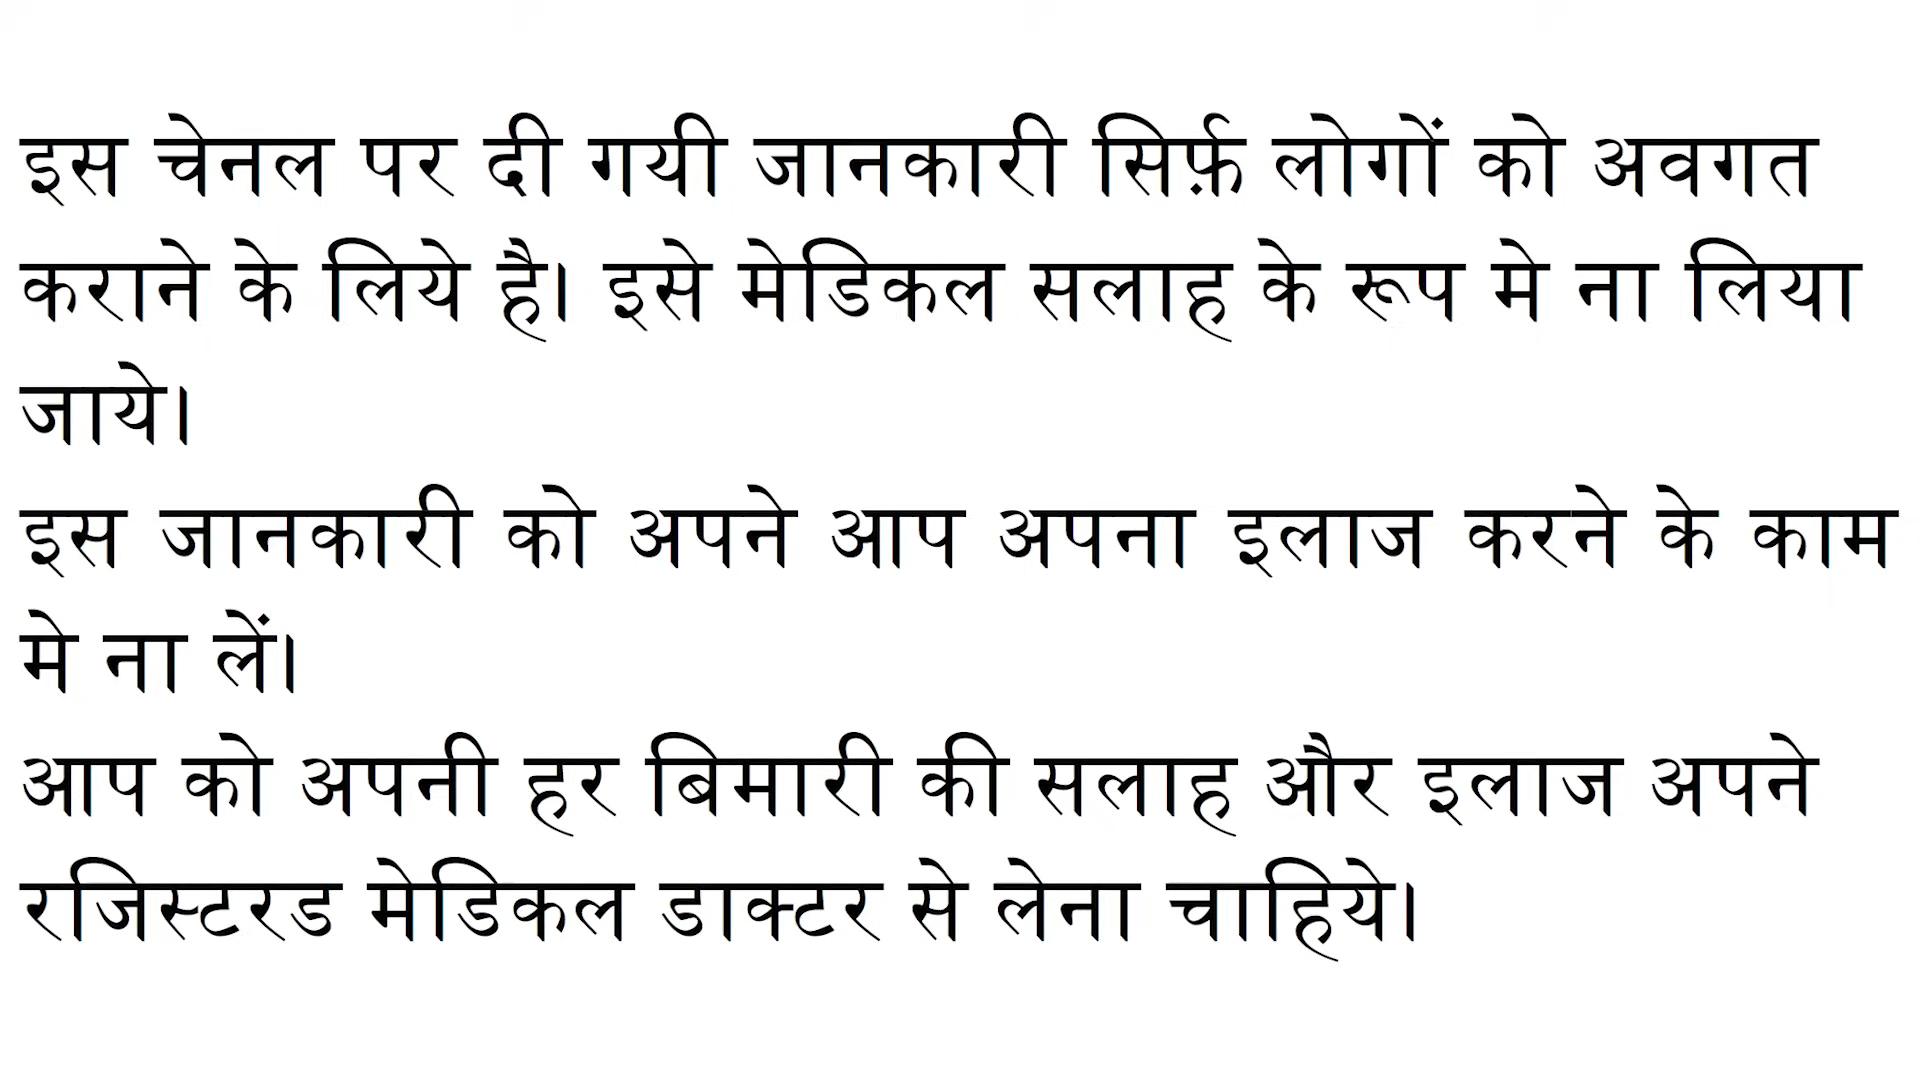 इस चेनल पर दी गयी जानकारी सिर्फ़ लोगों को अवगत
कराने के लिये है। इसे मेडिकल सलाह के रूप मे ना लिया
जाये।
इस जानकारी को अपने आप अपना इलाज करने के काम
मे ना लें।
आप को अपनी हर बिमारी की सलाह और इलाज अपने
रजिस्टरड मेडिकल डाक्टर से लेना चाहिये।